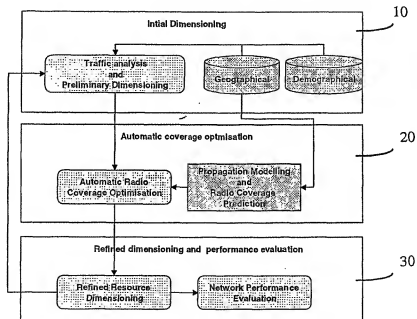 Intial Dimensioning
10
Traffic analysis
and
Preliminary Dimensioning
Geographical
Demographical
Automatic coverage optmisation
20
Automatic Radio
Coverage Optimisation
Propagation Modelling
and
Radio Coverage
Prediction
Refined dimensioning and performance evaluation
30
Refined Resource
Dimensioning
Network Performance
Evaluation